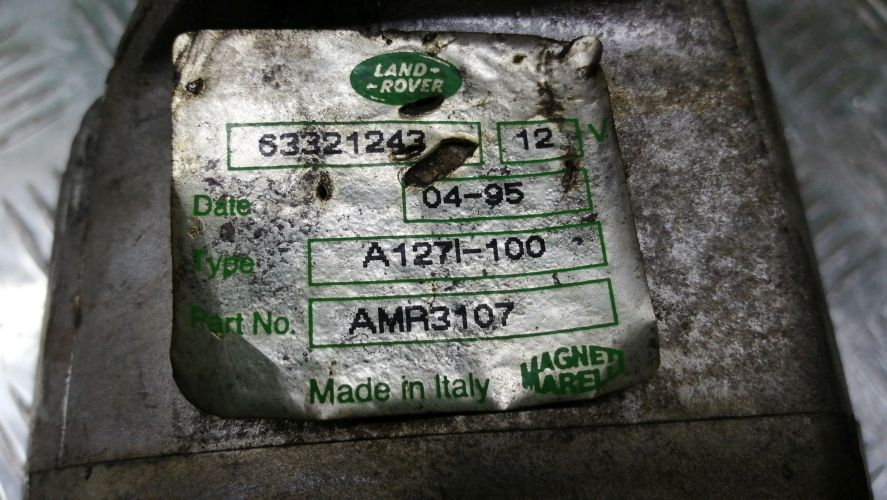 LAND-
-ROVER
63321243 12 V
Date 04-95
Type A127I-100
Part No. AMR3107
Made in Italy MAGNETI
MARELLI